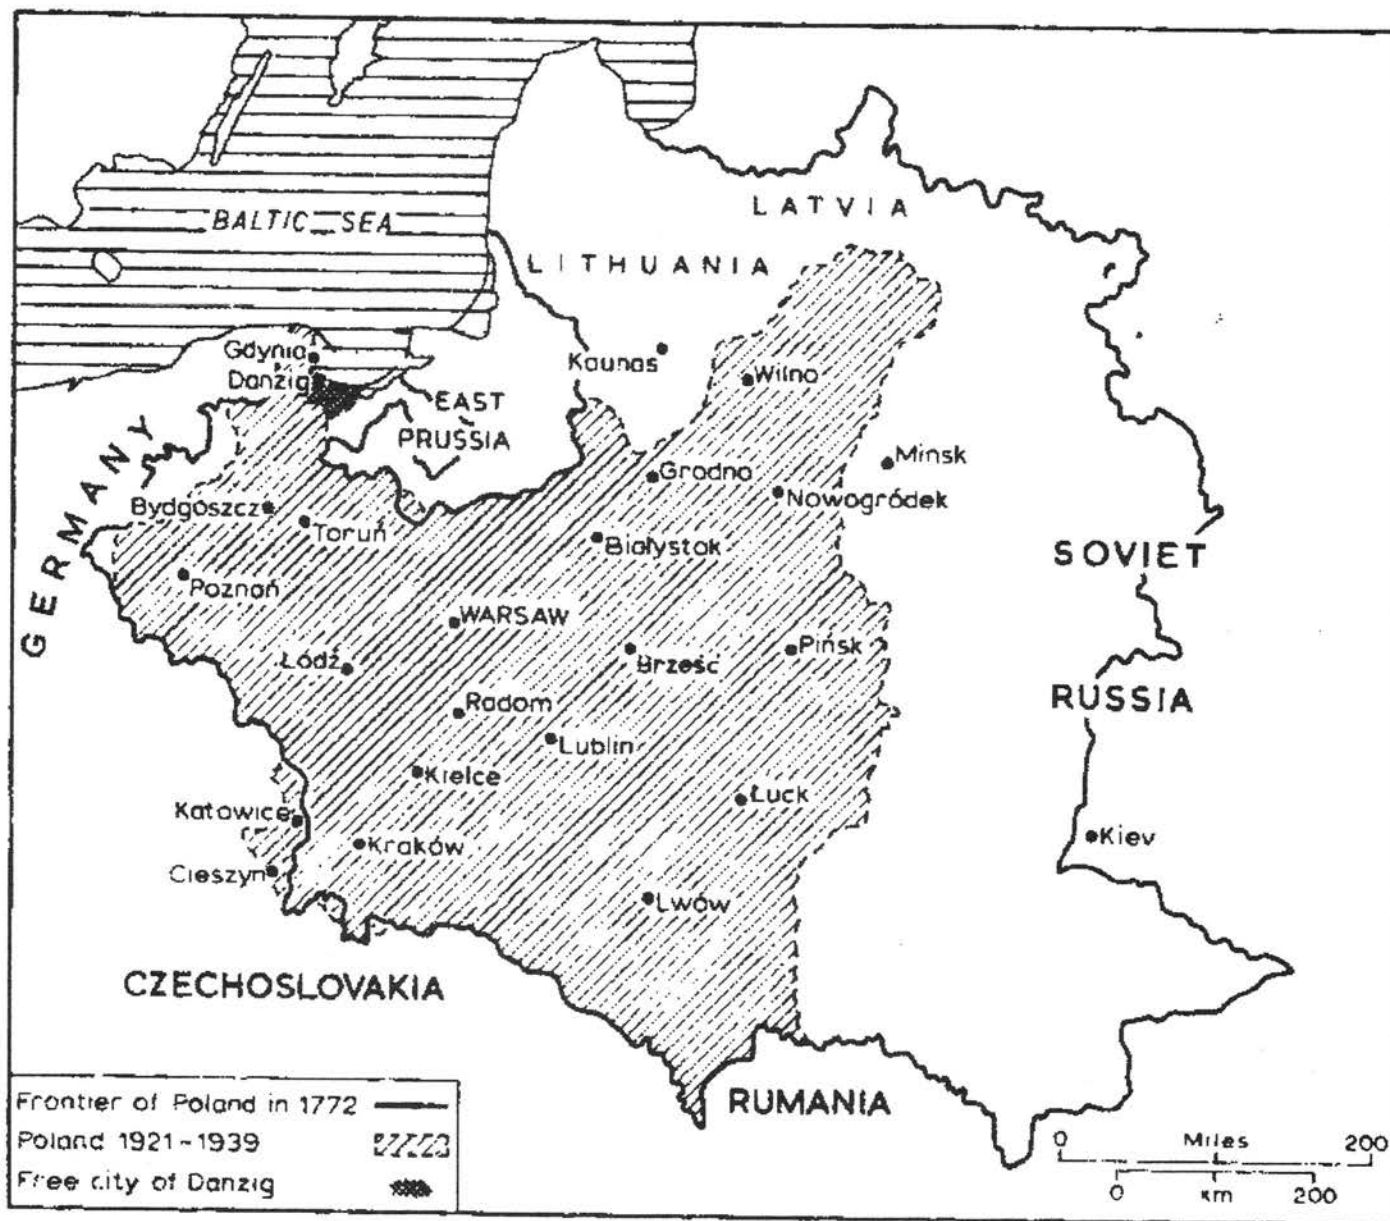 BALTIC SEA
LATVIA
LITHUANIA
Gdynia
Danzig
Kaunas
Wilno
EAST
PRUSSIA
GERMANY
Grodno
Minsk
Nowogródek
Bydgoszcz
Toruń
Białystok
SOVIET
Poznań
WARSAW
Łódź
Brześć
Pińsk
RUSSIA
Radom
Lublin
Kielce
Łuck
Katowice
Kraków
Kiev
Cieszyn
Lwów
CZECHOSLOVAKIA
RUMANIA
Frontier of Poland in 1772
Poland 1921-1939
Free city of Danzig
0 Miles 200
0 km 200